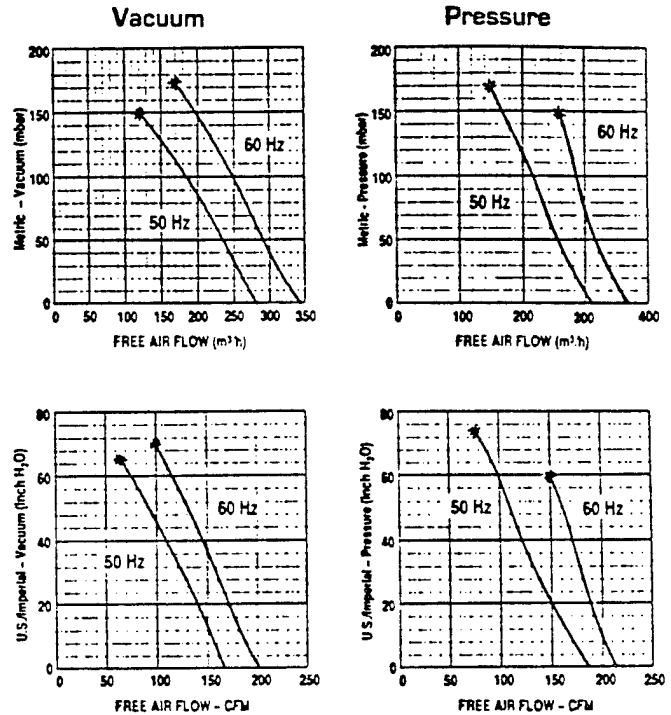 Vacuum
Pressure
Metric – Vacuum (mbar)
200
150
100
50
0
60 Hz
50 Hz
0 50 100 150 200 250 300 350
FREE AIR FLOW (m³/h)
Metric - Pressure (mbar)
200
150
100
50
0
60 Hz
50 Hz
0 100 200 300 400
FREE AIR FLOW (m³/h)
U.S./Imperial – Vacuum (Inch H₂O)
80
60
40
20
0
60 Hz
50 Hz
0 50 100 150 200 250
FREE AIR FLOW – CFM
U.S./Imperial – Pressure (Inch H₂O)
80
60
40
20
0
50 Hz
60 Hz
0 50 100 150 200 250
FREE AIR FLOW – CFM